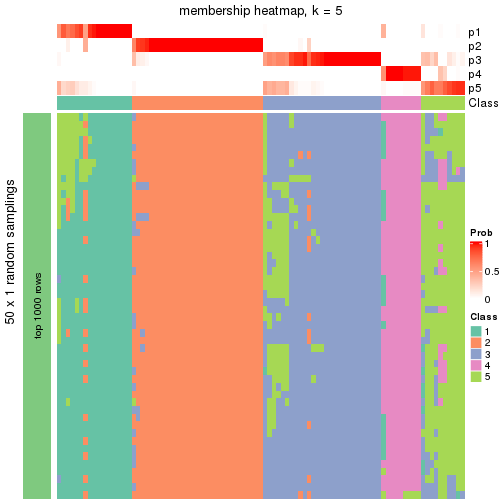 membership heatmap, k = 5
p1
p2
p3
p4
p5
Class
50 x 1 random samplings
top 1000 rows
Prob
1
0.5
0
Class
1
2
3
4
5